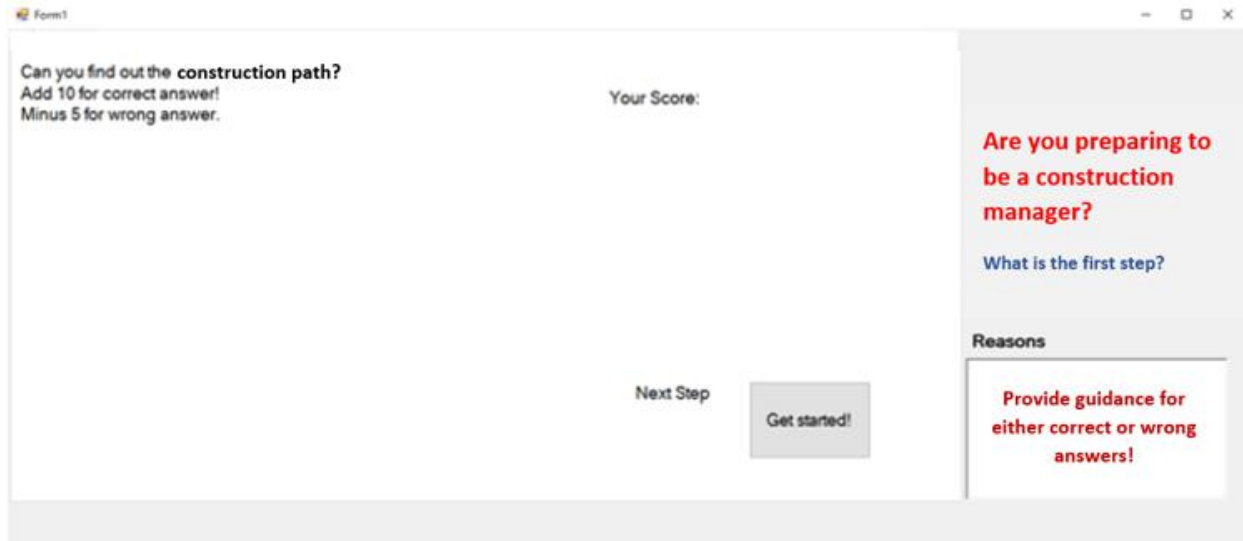 Form1
Can you find out the construction path?
Add 10 for correct answer!
Minus 5 for wrong answer.
Your Score:
Are you preparing to
be a construction
manager?
What is the first step?
Reasons
Next Step
Get started!
Provide guidance for
either correct or wrong
answers!